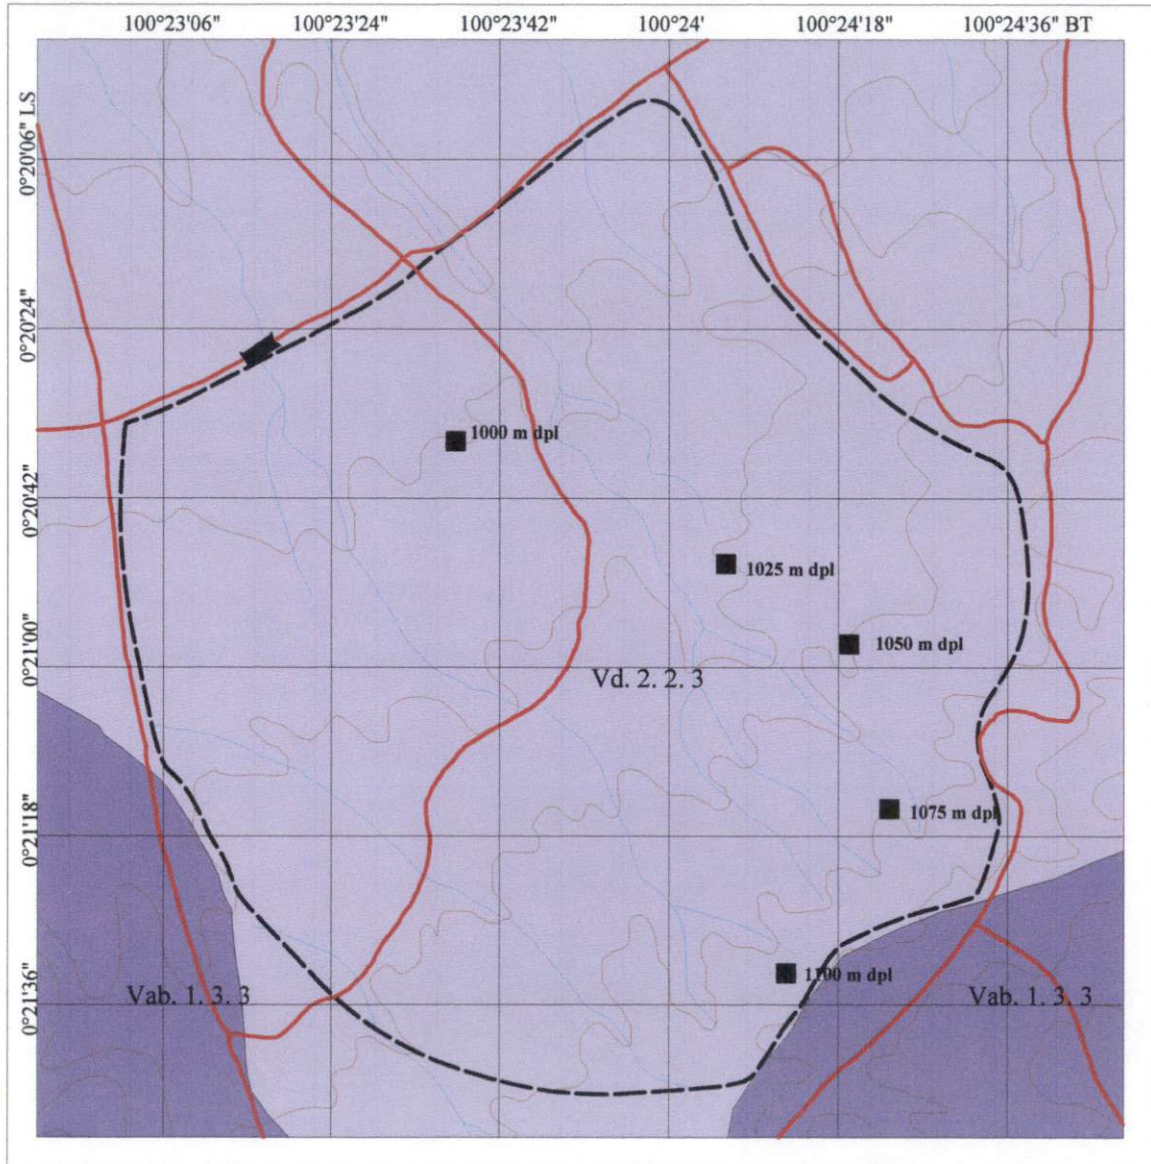 100°23'06" 100°23'24" 100°23'42" 100°24' 100°24'18" 100°24'36" BT
0°20'06" LS
0°20'24"
1000 m dpl
0°20'42"
1025 m dpl
1050 m dpl
0°21'00"
Vd. 2. 2. 3
1075 m dpl
0°21'18"
1100 m dpl
Vab. 1. 3. 3
Vab. 1. 3. 3
0°21'36"